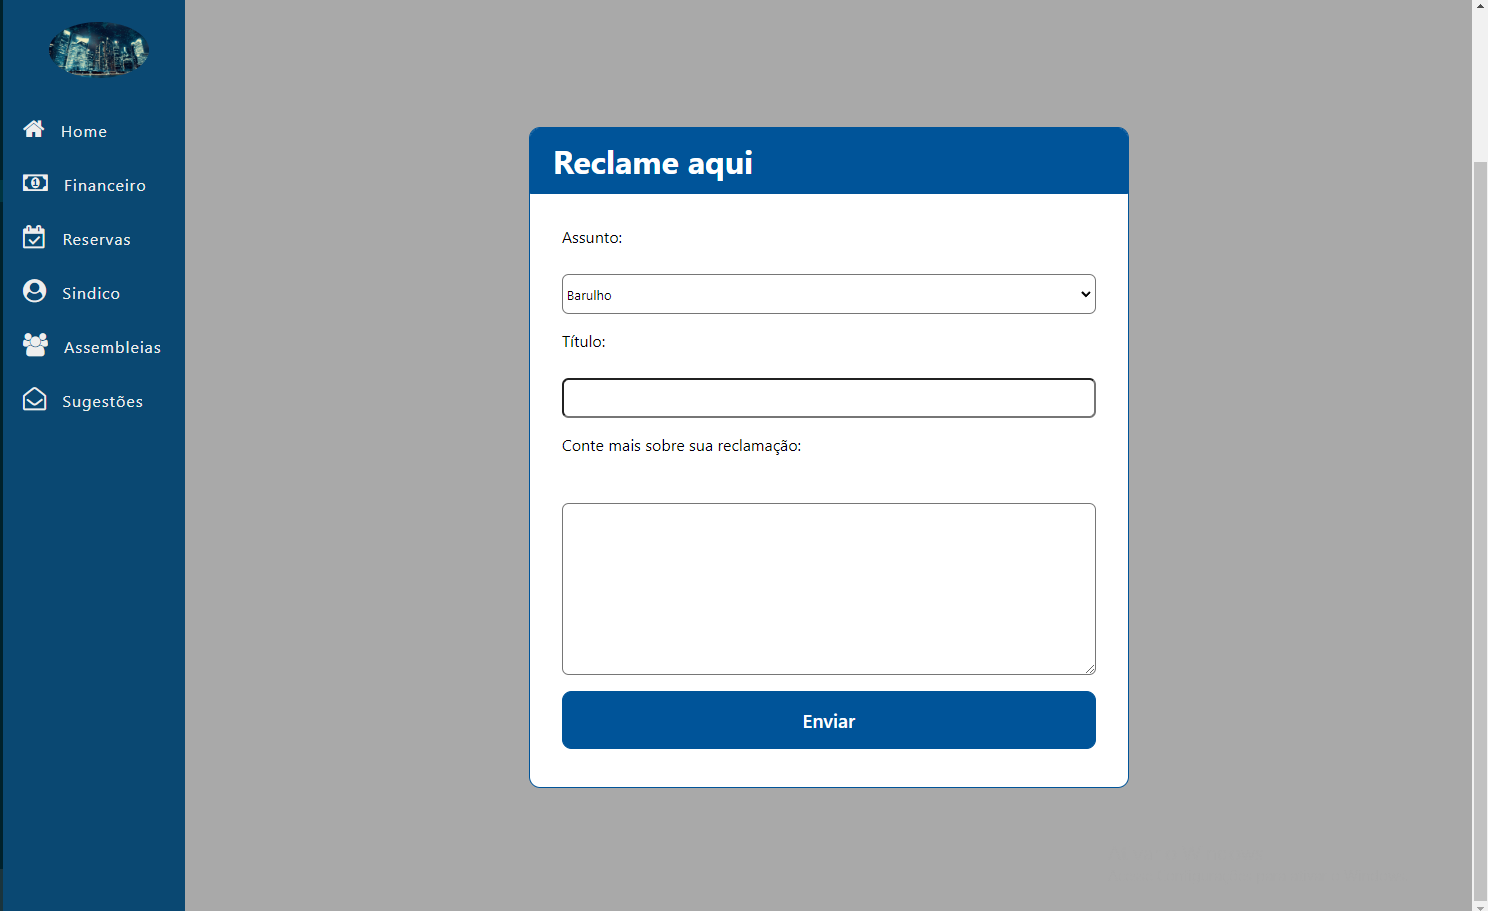 Home
Financeiro
Reservas
Sindico
Assembleias
Sugestões
Reclame aqui
Assunto:
Barulho
Título:
Conte mais sobre sua reclamação:
Enviar